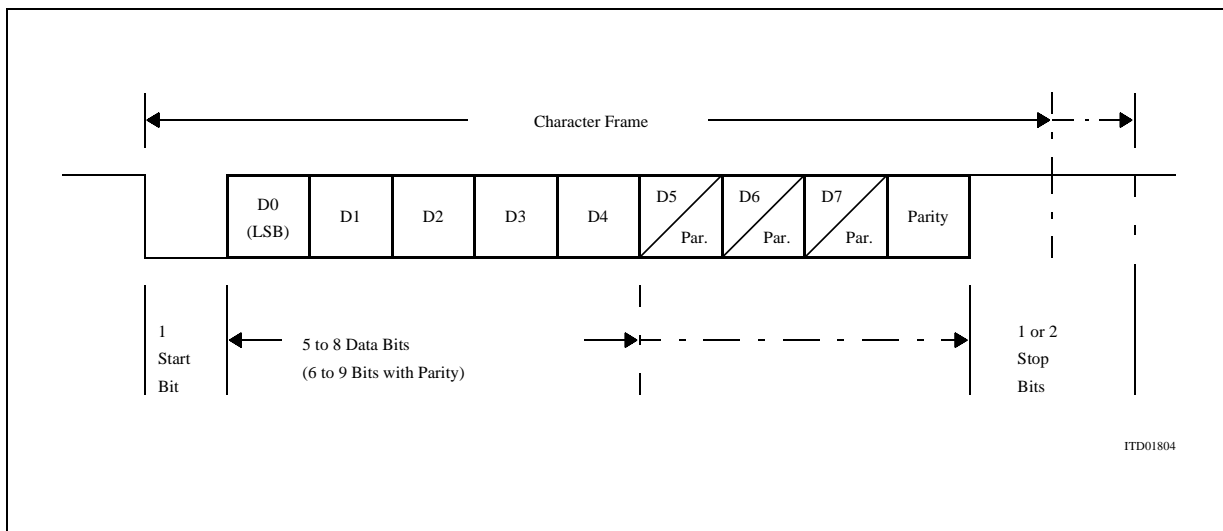 Character Frame
D0
(LSB)
D1
D2
D3
D4
D5
Par.
D6
Par.
D7
Par.
Parity
1
Start
Bit
5 to 8 Data Bits
(6 to 9 Bits with Parity)
1 or 2
Stop
Bits
ITD01804